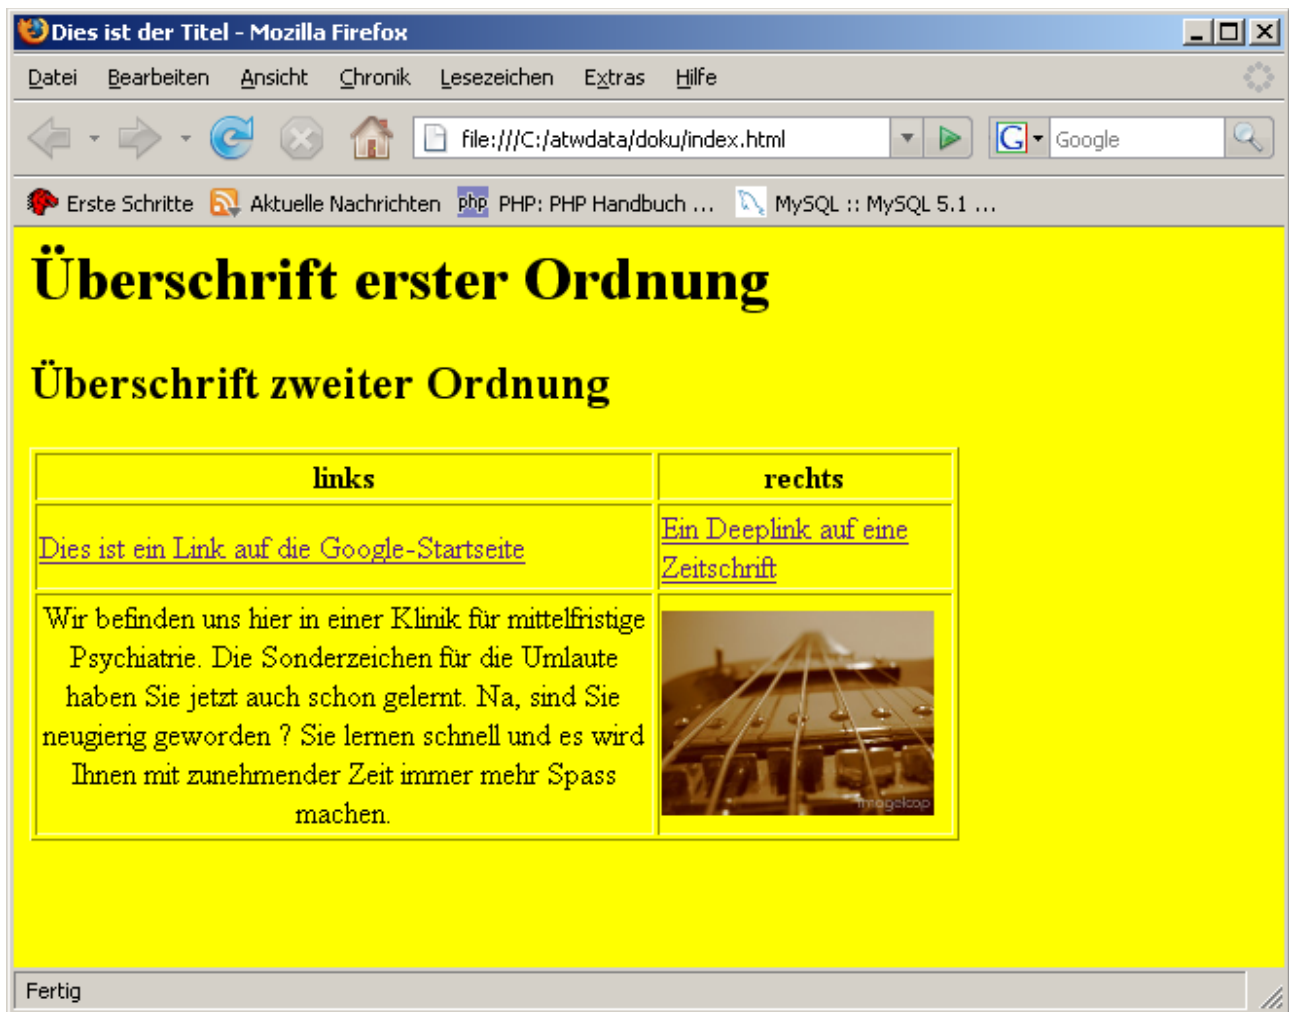 Dies ist der Titel - Mozilla Firefox
Datei Bearbeiten Ansicht Chronik Lesezeichen Extras Hilfe
file:///C:/atwdata/doku/index.html G Google
Erste Schritte Aktuelle Nachrichten php PHP: PHP Handbuch ... MySQL :: MySQL 5.1 ...
Überschrift erster Ordnung
Überschrift zweiter Ordnung
links rechts
Dies ist ein Link auf die Google-Startseite
Ein Deeplink auf eine
Zeitschrift
Wir befinden uns hier in einer Klinik für mittelfristige
Psychiatrie. Die Sonderzeichen für die Umlaute
haben Sie jetzt auch schon gelernt. Na, sind Sie
neugierig geworden ? Sie lernen schnell und es wird
Ihnen mit zunehmender Zeit immer mehr Spass
machen.
imageloop
Fertig